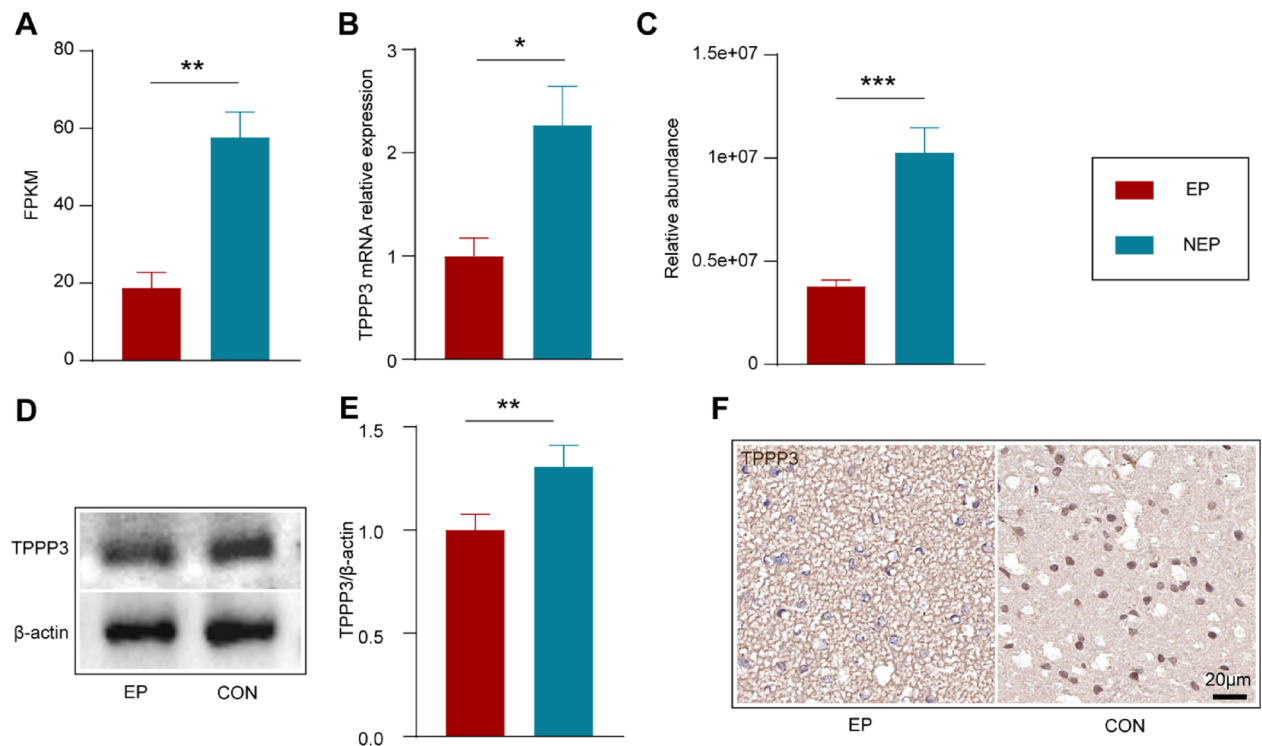 A
FPKM
80
60
40
20
0
**
B
TPPP3 mRNA relative expression
3
2
1
0
*
C
Relative abundance
1.5e+07
1e+07
0.5e+07
0
***
EP
NEP
D
TPPP3
β-actin
EP
CON
E
TPPP3/β-actin
1.5
1.0
0.5
0.0
**
F
TPPP3
20μm
EP
CON